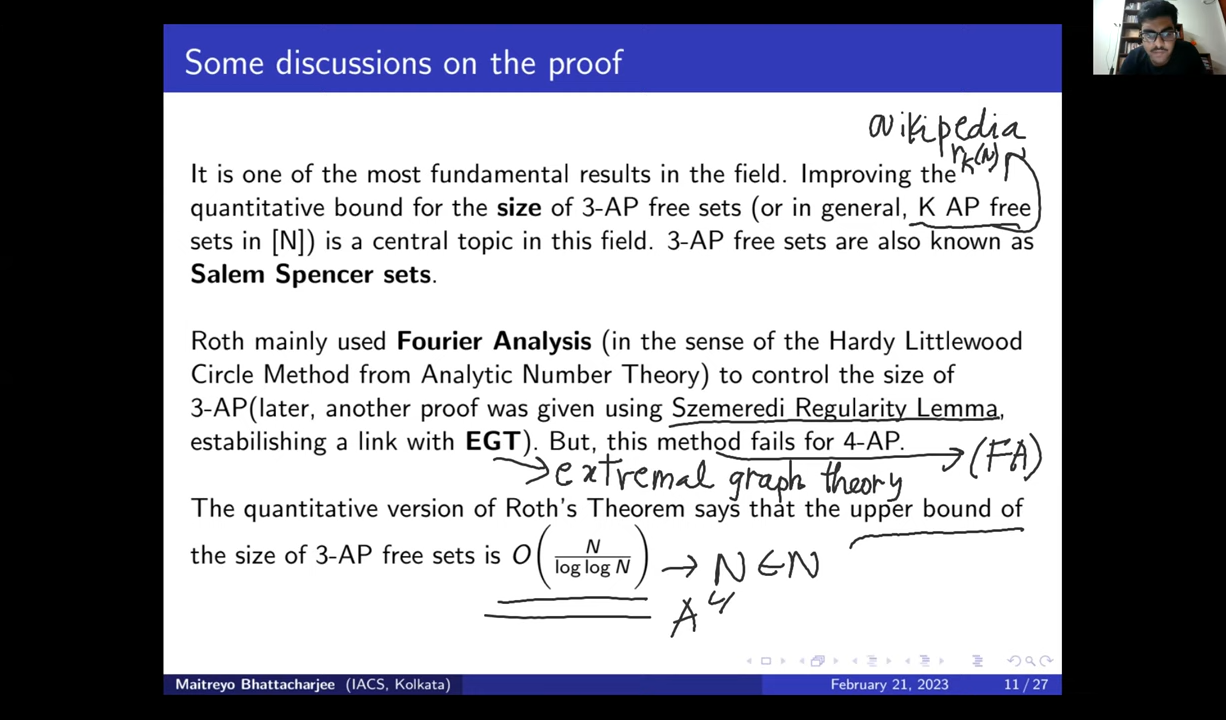 Some discussions on the proof
wikipedia
r_k(N)
It is one of the most fundamental results in the field. Improving the
quantitative bound for the size of 3-AP free sets (or in general, K AP free
sets in [N]) is a central topic in this field. 3-AP free sets are also known as
Salem Spencer sets.
Roth mainly used Fourier Analysis (in the sense of the Hardy Littlewood
Circle Method from Analytic Number Theory) to control the size of
3-AP(later, another proof was given using Szemeredi Regularity Lemma,
estabilishing a link with EGT). But, this method fails for 4-AP.
(FA)
extremal graph theory
The quantitative version of Roth's Theorem says that the upper bound of
the size of 3-AP free sets is O(N / log log N) → N ∈ N
A
Maitreyo Bhattacharjee (IACS, Kolkata) February 21, 2023 11 / 27